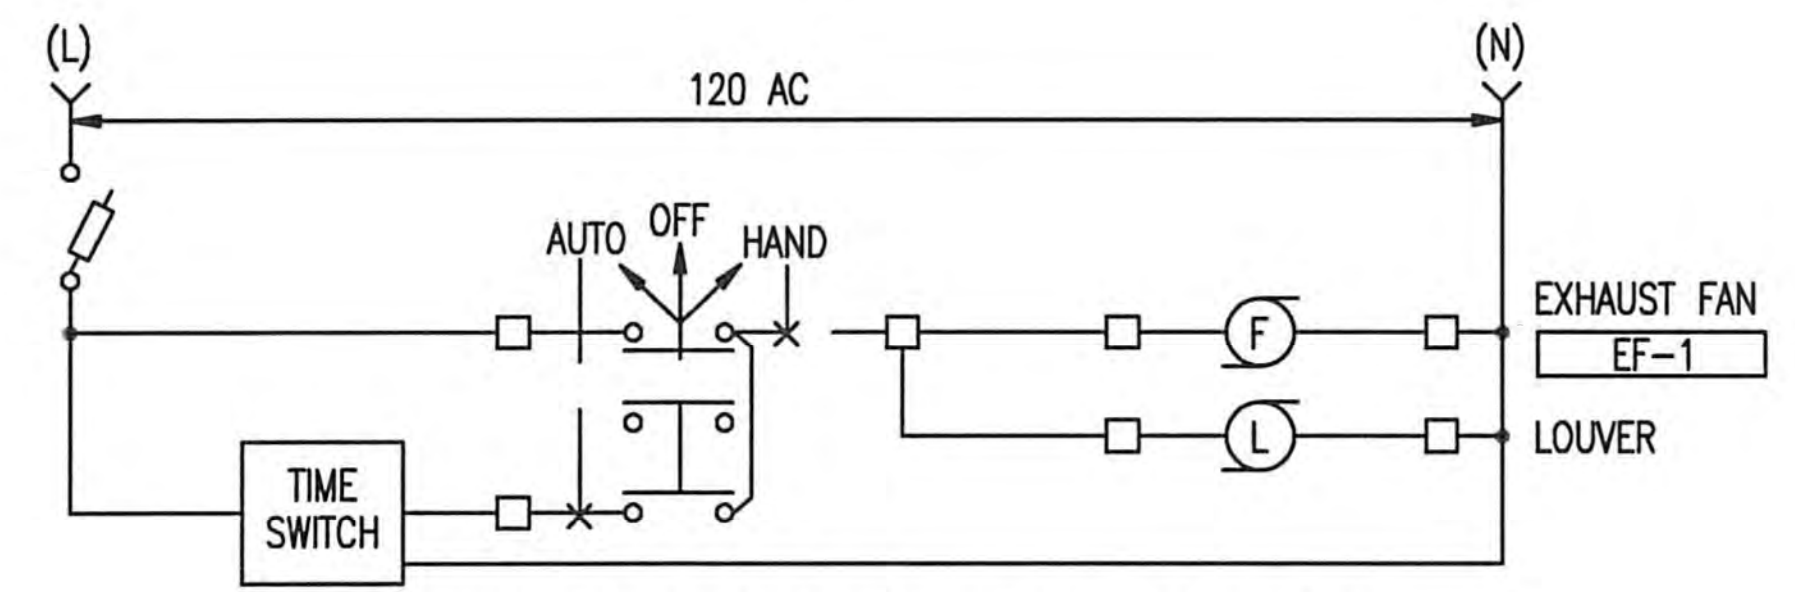 (L)
(N)
120 AC
AUTO
OFF
HAND
EXHAUST FAN
F
EF-1
L
LOUVER
TIME
SWITCH